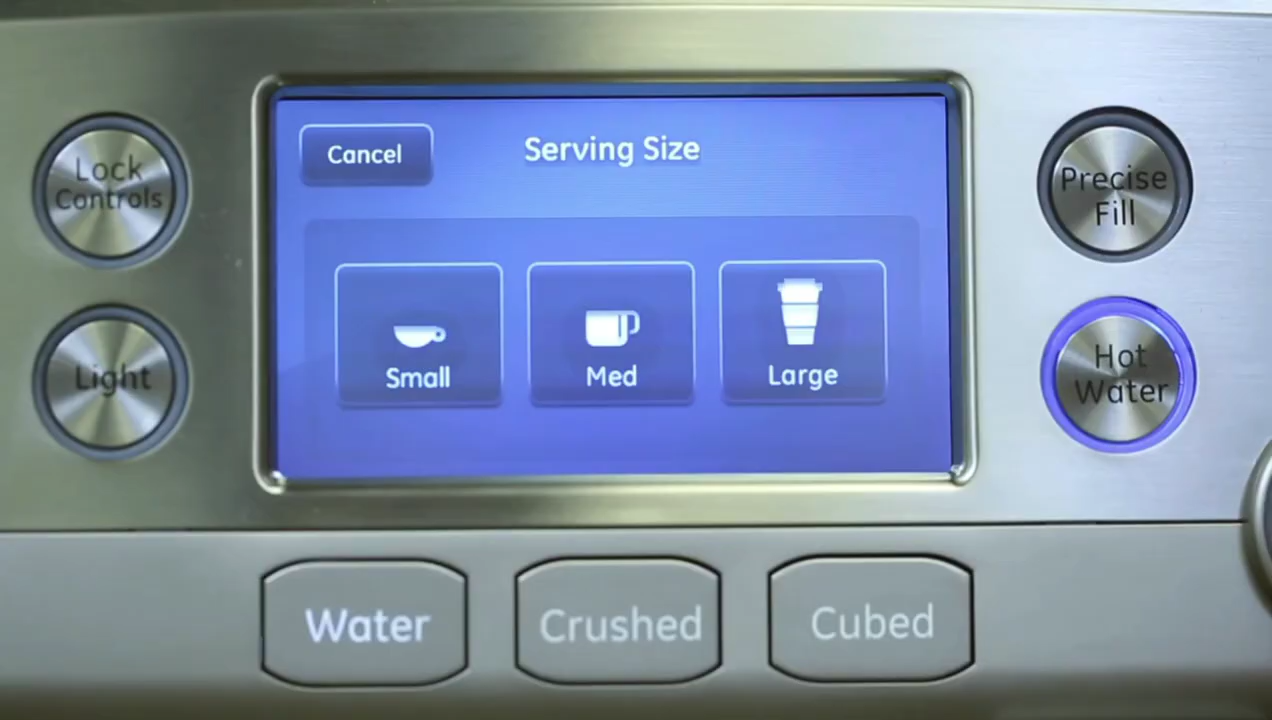 Lock
Controls
Light
Cancel
Serving Size
Small
Med
Large
Precise
Fill
Hot
Water
Water
Crushed
Cubed